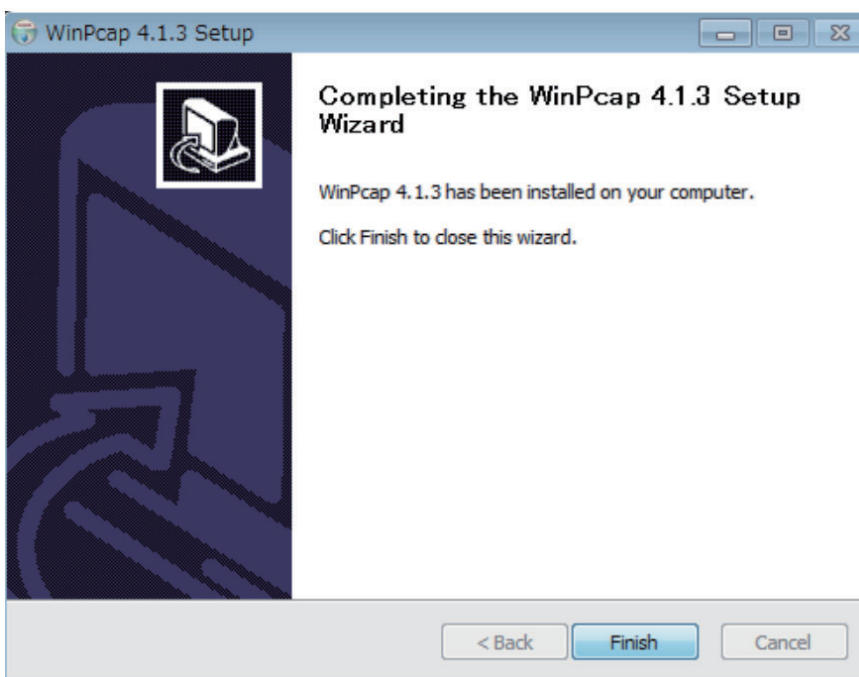 WinPcap 4.1.3 Setup
Completing the WinPcap 4.1.3 Setup
Wizard
WinPcap 4.1.3 has been installed on your computer.
Click Finish to close this wizard.
< Back
Finish
Cancel